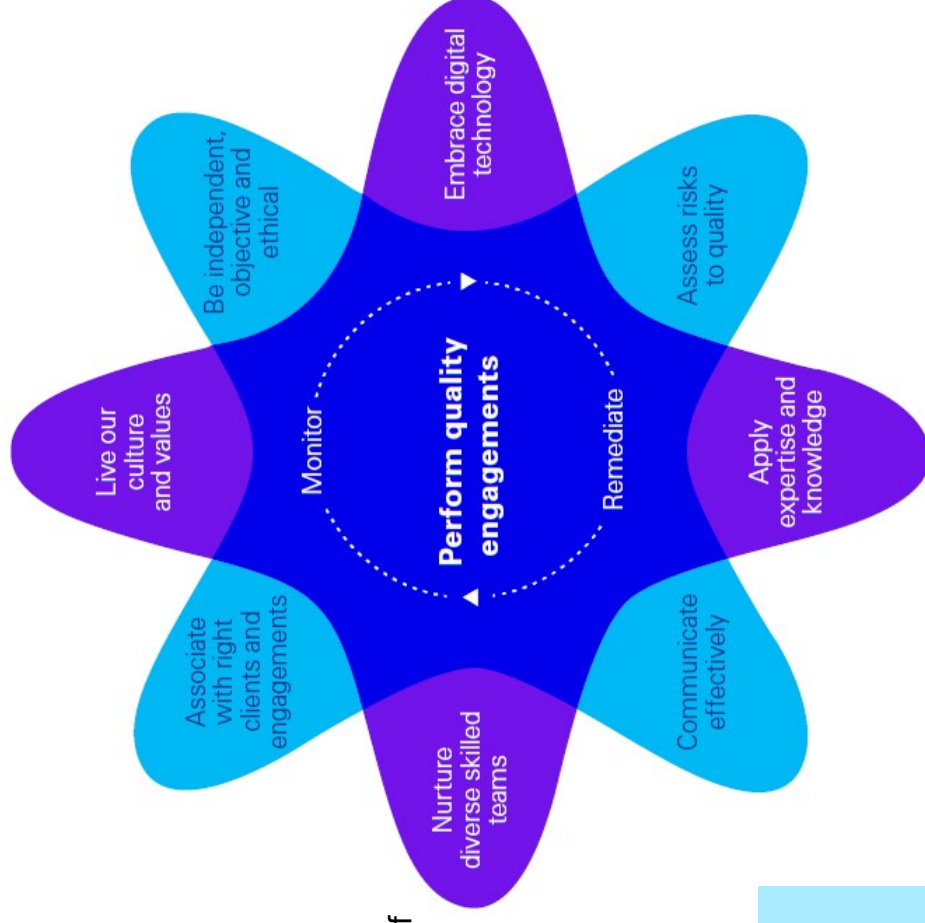 Live our
culture
and values
Be independent,
objective and
ethical
Embrace digital
technology
Assess risks
to quality
Apply
expertise and
knowledge
Communicate
effectively
Nurture
diverse skilled
teams
Associate
with right
clients and
engagements
Monitor
Perform quality
engagements
Remediate